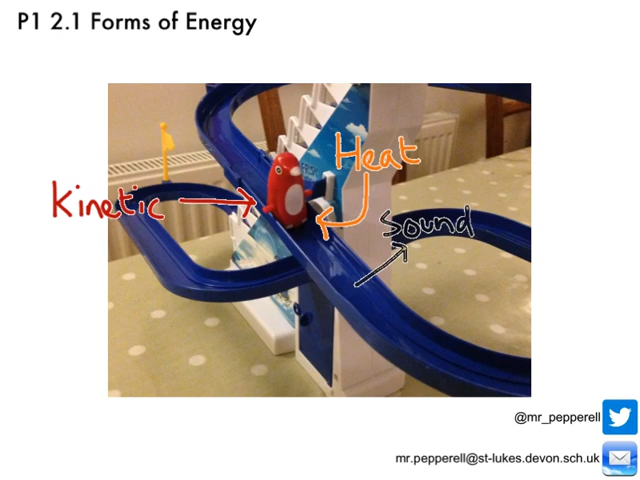 P1 2.1 Forms of Energy
Heat
Kinetic
Sound
@mr_pepperell
mr.pepperell@st-lukes.devon.sch.uk